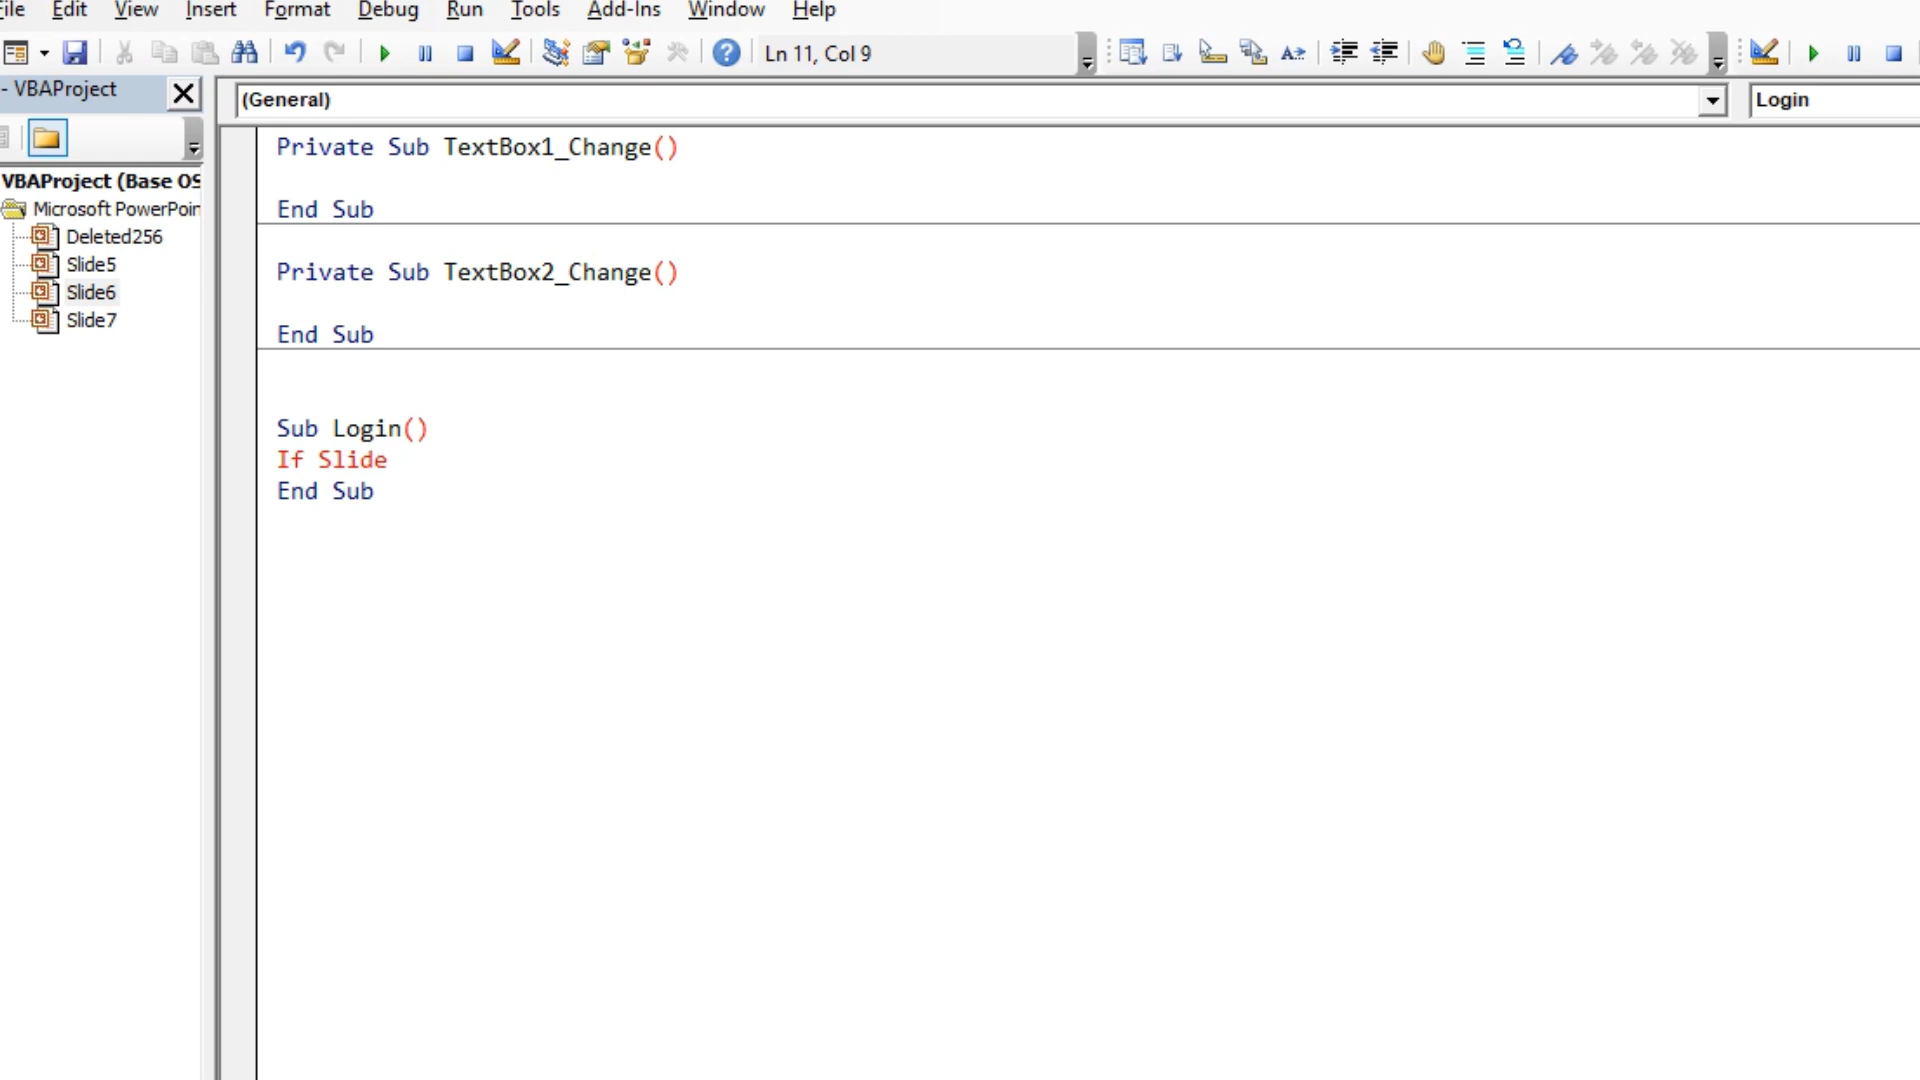 File Edit View Insert Format Debug Run Tools Add-Ins Window Help
Ln 11, Col 9
- VBAProject
(General)
Login
VBAProject (Base OS
Microsoft PowerPoin
Deleted256
Slide5
Slide6
Slide7
Private Sub TextBox1_Change()
End Sub
Private Sub TextBox2_Change()
End Sub
Sub Login()
If Slide
End Sub